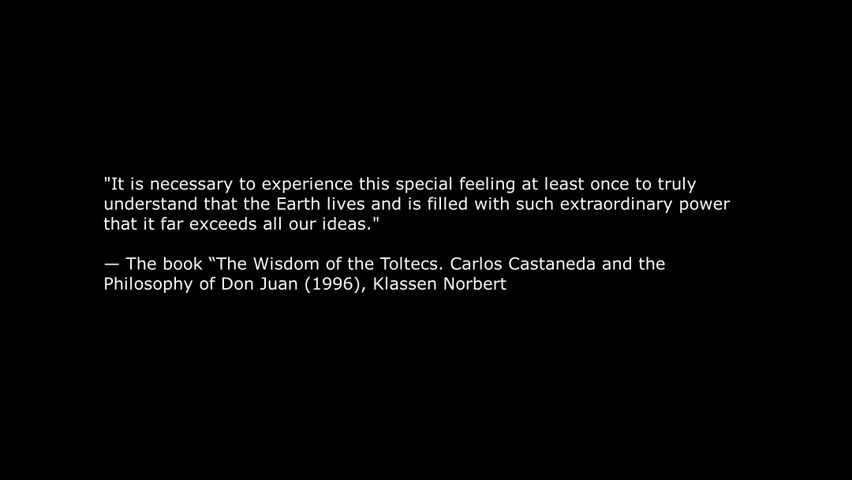 "It is necessary to experience this special feeling at least once to truly
understand that the Earth lives and is filled with such extraordinary power
that it far exceeds all our ideas."
— The book “The Wisdom of the Toltecs. Carlos Castaneda and the
Philosophy of Don Juan (1996), Klassen Norbert